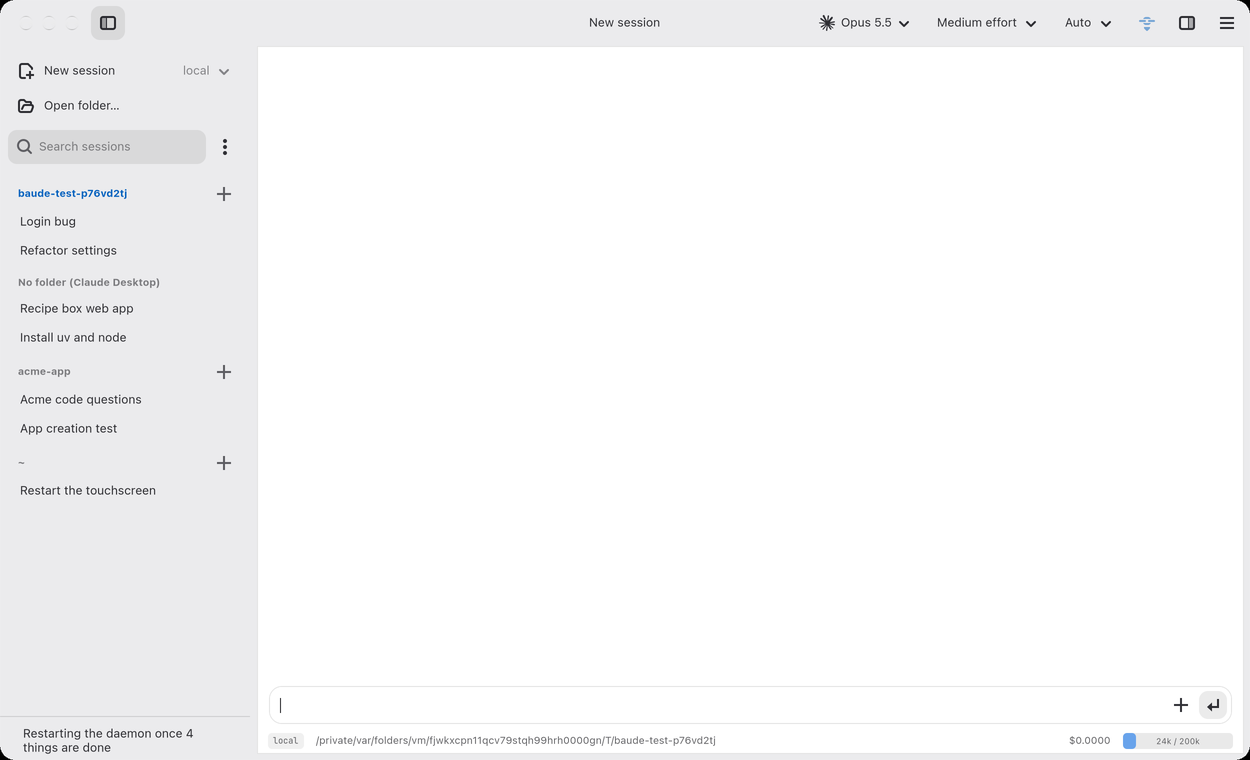 New session
Opus 5.5
Medium effort
Auto
New session
local
Open folder...
Search sessions
baude-test-p76vd2tj
Login bug
Refactor settings
No folder (Claude Desktop)
Recipe box web app
Install uv and node
acme-app
Acme code questions
App creation test
~
Restart the touchscreen
Restarting the daemon once 4
things are done
local
/private/var/folders/vm/fjwkxcpn11qcv79stqh99hrh0000gn/T/baude-test-p76vd2tj
$0.0000
24k / 200k